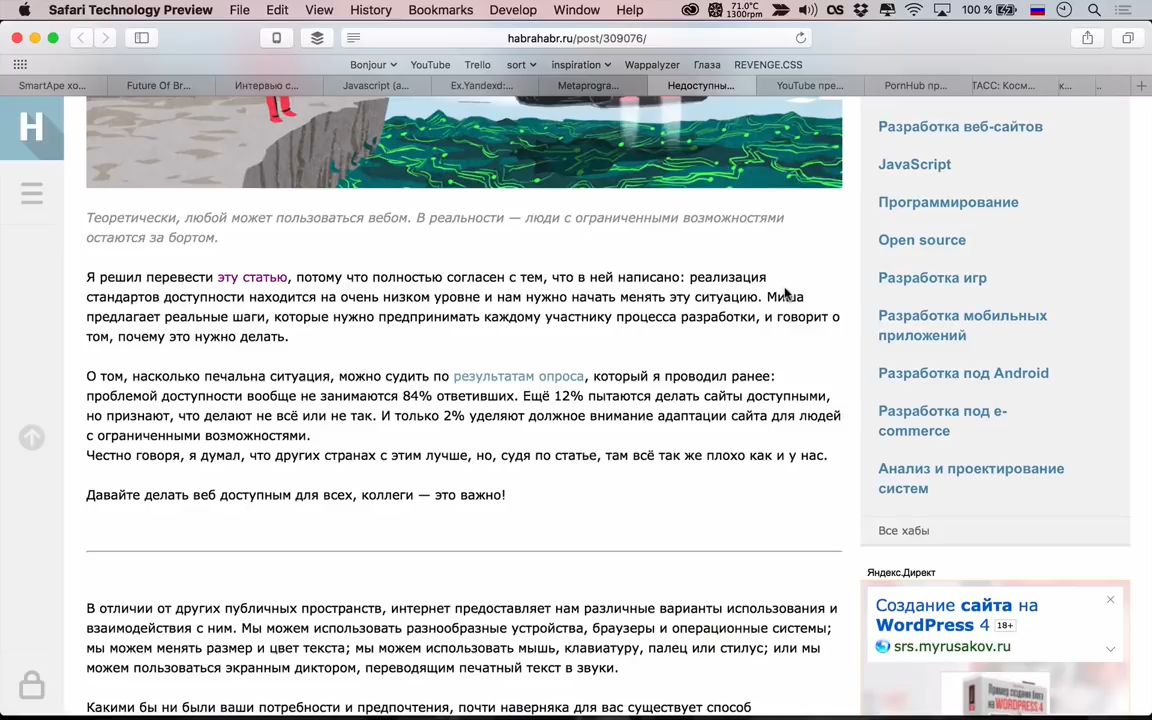 Safari Technology Preview File Edit View History Bookmarks Develop Window Help 71.0°C 1300rpm 100 %
habrahabr.ru/post/309076/
Bonjour YouTube Trello sort inspiration Wappalyzer Глаза REVENGE.CSS
SmartApe хо... Future Of Br... Интервью с... Javascript (a... Ex.Yandexd:... Metaprogra... Недоступны... YouTube пре... PornHub пр... ТАСС: Косм... к... ..
H
Теоретически, любой может пользоваться вебом. В реальности — люди с ограниченными возможностями
остаются за бортом.
Я решил перевести эту статью, потому что полностью согласен с тем, что в ней написано: реализация
стандартов доступности находится на очень низком уровне и нам нужно начать менять эту ситуацию. Миша
предлагает реальные шаги, которые нужно предпринимать каждому участнику процесса разработки, и говорит о
том, почему это нужно делать.
О том, насколько печальна ситуация, можно судить по результатам опроса, который я проводил ранее:
проблемой доступности вообще не занимаются 84% ответивших. Ещё 12% пытаются делать сайты доступными,
но признают, что делают не всё или не так. И только 2% уделяют должное внимание адаптации сайта для людей
с ограниченными возможностями.
Честно говоря, я думал, что других странах с этим лучше, но, судя по статье, там всё так же плохо как и у нас.
Давайте делать веб доступным для всех, коллеги — это важно!
В отличии от других публичных пространств, интернет предоставляет нам различные варианты использования и
взаимодействия с ним. Мы можем использовать разнообразные устройства, браузеры и операционные системы;
мы можем менять размер и цвет текста; мы можем использовать мышь, клавиатуру, палец или стилус; или мы
можем пользоваться экранным диктором, переводящим печатный текст в звуки.
Какими бы ни были ваши потребности и предпочтения, почти наверняка для вас существует способ
Разработка веб-сайтов
JavaScript
Программирование
Open source
Разработка игр
Разработка мобильных
приложений
Разработка под Android
Разработка под e-
commerce
Анализ и проектирование
систем
Все хабы
Яндекс.Директ
Создание сайта на
WordPress 4 18+
srs.myrusakov.ru
Пример создания блога
на WORDPRESS 4